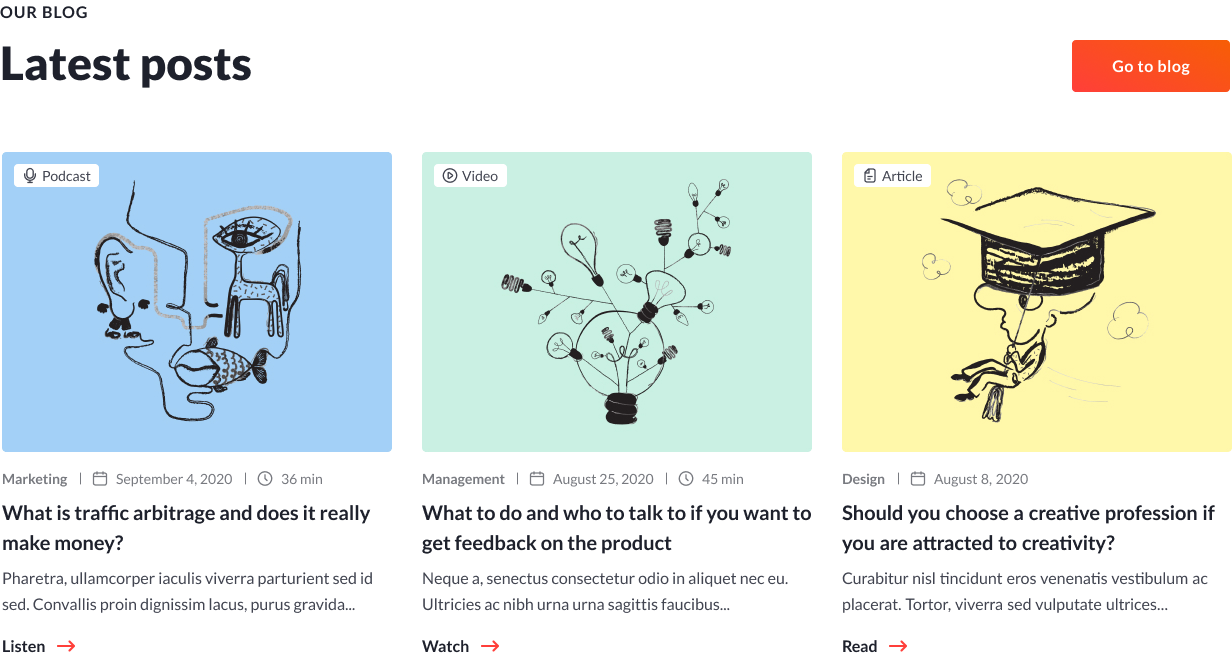 OUR BLOG
Latest posts
Go to blog
Podcast
Marketing | September 4, 2020 | 36 min
What is traffic arbitrage and does it really
make money?
Pharetra, ullamcorper iaculis viverra parturient sed id
sed. Convallis proin dignissim lacus, purus gravida...
Listen
Video
Management | August 25, 2020 | 45 min
What to do and who to talk to if you want to
get feedback on the product
Neque a, senectus consectetur odio in aliquet nec eu.
Ultricies ac nibh urna urna sagittis faucibus...
Watch
Article
Design | August 8, 2020
Should you choose a creative profession if
you are attracted to creativity?
Curabitur nisl tincidunt eros venenatis vestibulum ac
placerat. Tortor, viverra sed vulputate ultrices...
Read